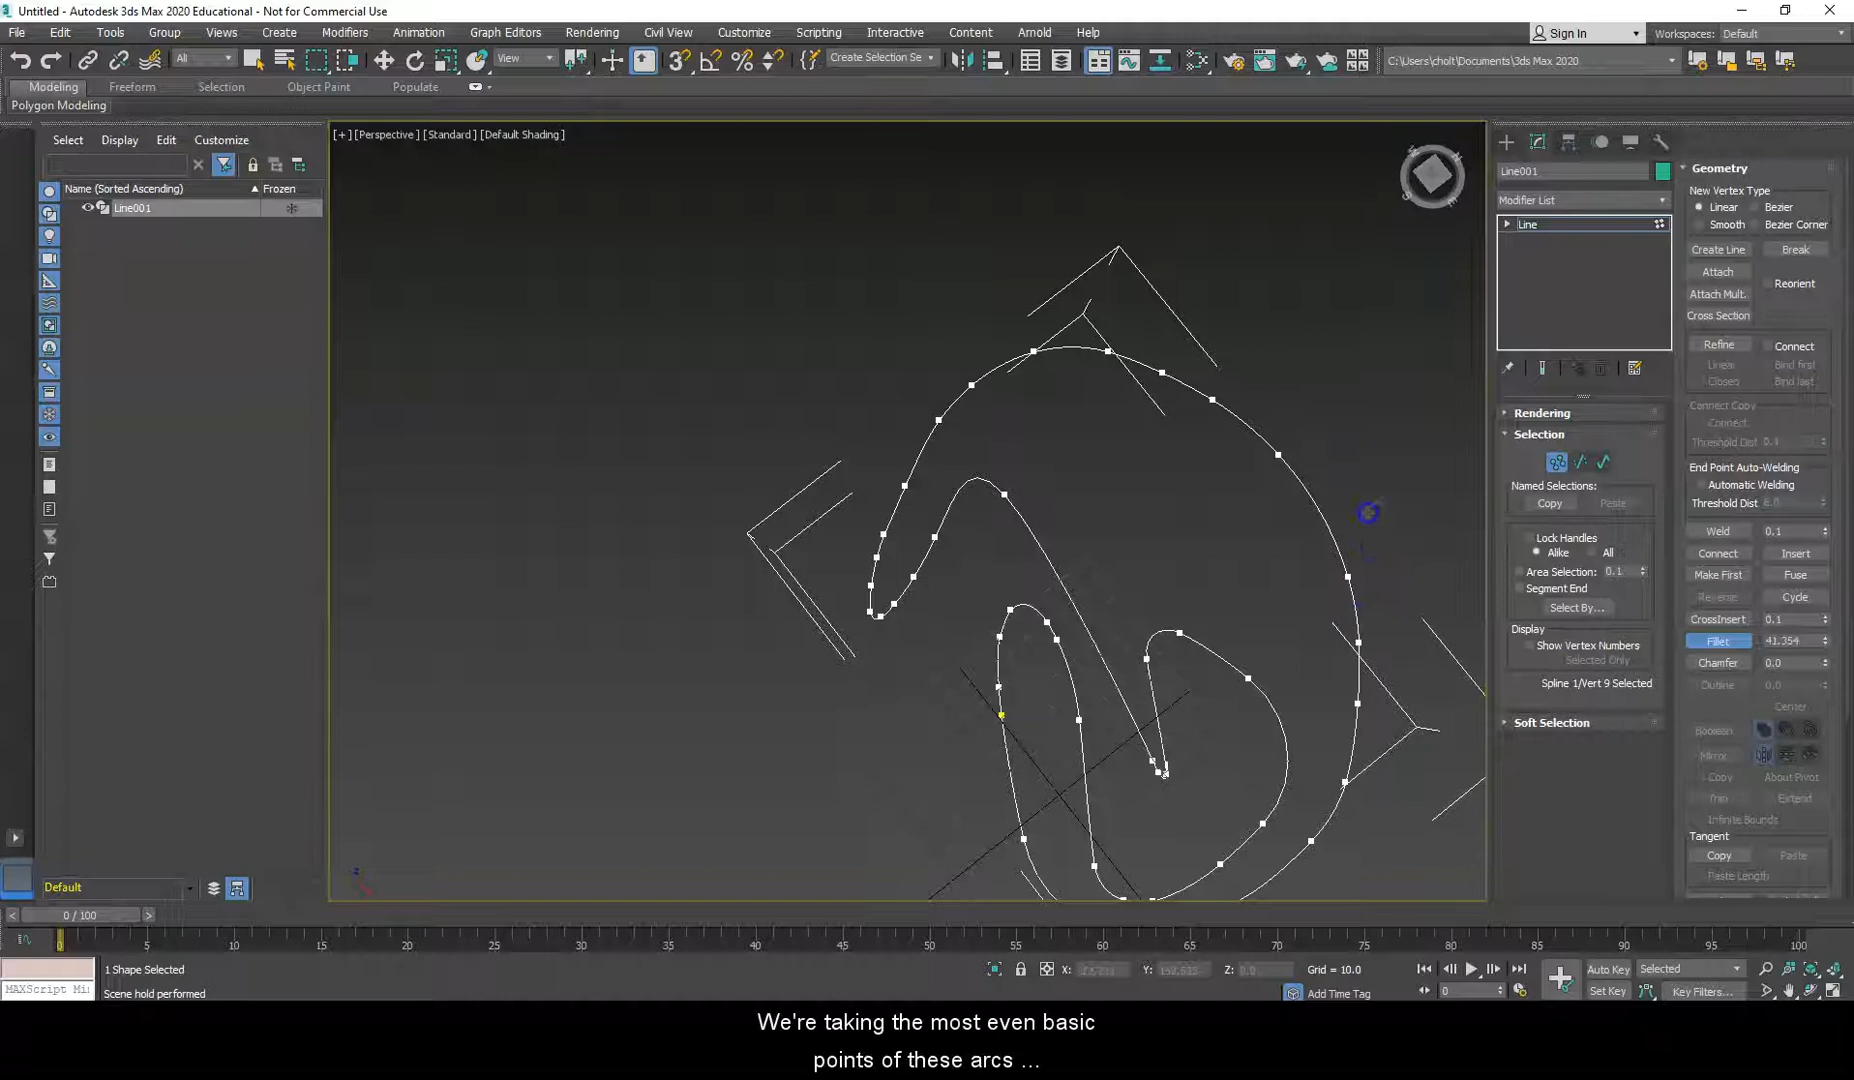 Untitled - Autodesk 3ds Max 2020 Educational - Not for Commercial Use
File Edit Tools Group Views Create Modifiers Animation Graph Editors Rendering Civil View Customize Scripting Interactive Content Arnold Help
Sign In
Workspaces: Default
All
View
Create Selection Se
C:\Users\cholt\Documents\3ds Max 2020
Modeling Freeform Selection Object Paint Populate
Polygon Modeling
Select Display Edit Customize
Name (Sorted Ascending) Frozen
Line001
[+] [Perspective] [Standard] [Default Shading]
Line001
Modifier List
Line
Rendering
Selection
Named Selections:
Copy Paste
Lock Handles
Alike All
Area Selection: 0.1
Segment End
Select By...
Display
Show Vertex Numbers
Selected Only
Spline 1/Vert 9 Selected
Soft Selection
Geometry
New Vertex Type
Linear Bezier
Smooth Bezier Corner
Create Line Break
Attach
Reorient
Attach Mult.
Cross Section
Refine Connect
Linear Bind first
Closed Bind last
Connect Copy
Connect
Threshold Dist 0.1
End Point Auto-Welding
Automatic Welding
Threshold Dist 6.0
Weld 0.1
Connect Insert
Make First Fuse
Reverse Cycle
CrossInsert 0.1
Fillet 41.354
Chamfer 0.0
Outline 0.0
Center
Boolean
Mirror
Copy About Pivot
Trim Extend
Infinite Bounds
Tangent
Copy Paste
Paste Length
Default
0 / 100
0 5 10 15 20 25 30 35 40 45 50 55 60 65 70 75 80 85 90 95 100
1 Shape Selected
X: Y: Z: 0.0
Grid = 10.0
Auto Key Selected
MAXScript Mi
Scene hold performed
Add Time Tag
0
Set Key Key Filters...
We're taking the most even basic
points of these arcs ...